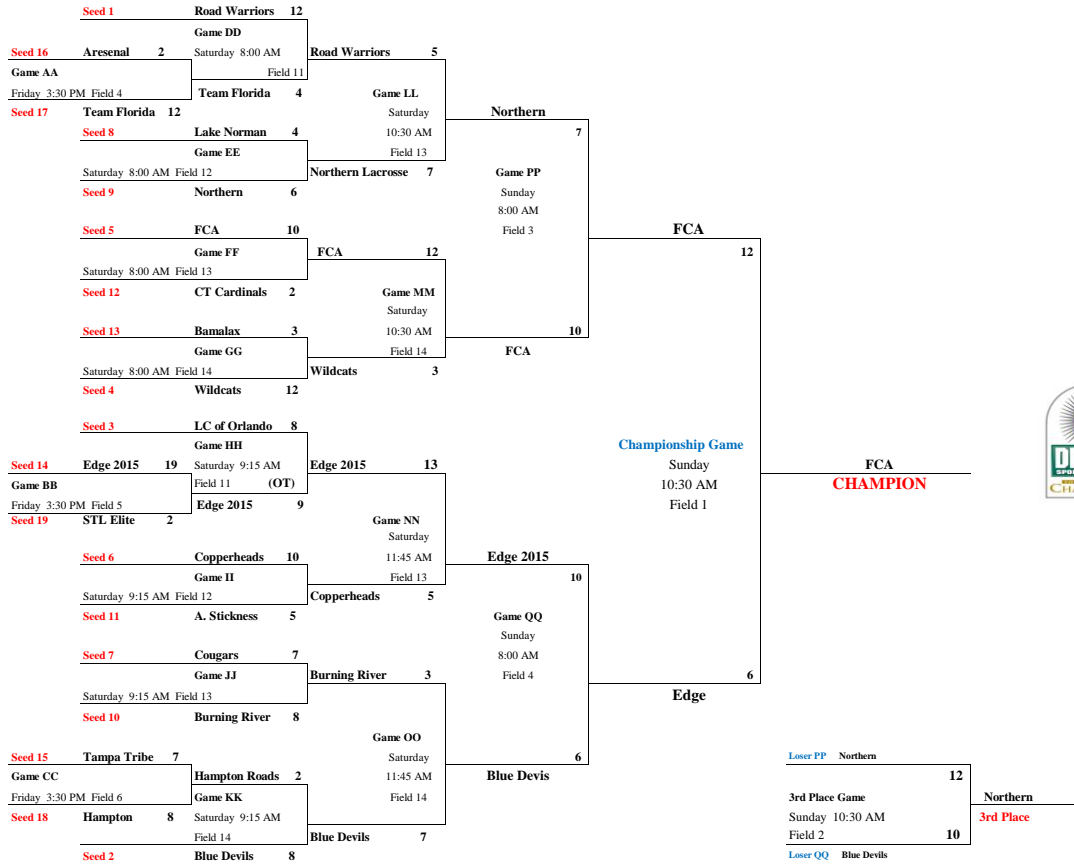 Seed 1 Road Warriors 12
Game DD
Seed 16 Aresenal 2 Saturday 8:00 AM Road Warriors 5
Game AA Field 11
Friday 3:30 PM Field 4 Team Florida 4 Game LL
Seed 17 Team Florida 12 Saturday Northern
Seed 8 Lake Norman 4 10:30 AM 7
Game EE Field 13
Saturday 8:00 AM Field 12 Northern Lacrosse 7 Game PP
Seed 9 Northern 6 Sunday
8:00 AM
Seed 5 FCA 10 Field 3 FCA
Game FF FCA 12 12
Saturday 8:00 AM Field 13
Seed 12 CT Cardinals 2 Game MM
Saturday
Seed 13 Bamalax 3 10:30 AM 10
Game GG Field 14 FCA
Saturday 8:00 AM Field 14 Wildcats 3
Seed 4 Wildcats 12
Seed 3 LC of Orlando 8
Game HH Championship Game
Seed 14 Edge 2015 19 Saturday 9:15 AM Edge 2015 13 Sunday FCA
Game BB Field 11 (OT) 10:30 AM CHAMPION
Friday 3:30 PM Field 5 Edge 2015 9 Field 1
Seed 19 STL Elite 2 Game NN
Saturday
Seed 6 Copperheads 10 11:45 AM Edge 2015
Game II Field 13 10
Saturday 9:15 AM Field 12 Copperheads 5
Seed 11 A. Stickness 5 Game QQ
Sunday
Seed 7 Cougars 7 8:00 AM
Game JJ Burning River 3 Field 4 6
Saturday 9:15 AM Field 13 Edge
Seed 10 Burning River 8
Game OO
Seed 15 Tampa Tribe 7 Saturday 6 Loser PP Northern
Game CC Hampton Roads 2 11:45 AM Blue Devis 12
Friday 3:30 PM Field 6 Game KK Field 14 3rd Place Game Northern
Seed 18 Hampton 8 Saturday 9:15 AM Sunday 10:30 AM 3rd Place
Field 14 Blue Devils 7 Field 2 10
Seed 2 Blue Devils 8 Loser QQ Blue Devils